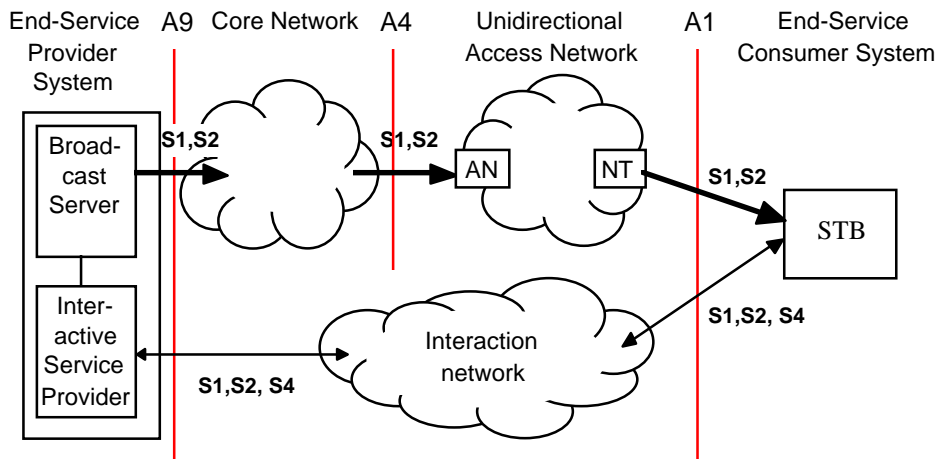 End-Service
Provider
System
A9
Core Network
A4
Unidirectional
Access Network
A1
End-Service
Consumer System
Broad-
cast
Server
S1,S2
S1,S2
AN
NT
S1,S2
STB
Inter-
active
Service
Provider
S1,S2, S4
Interaction
network
S1,S2, S4